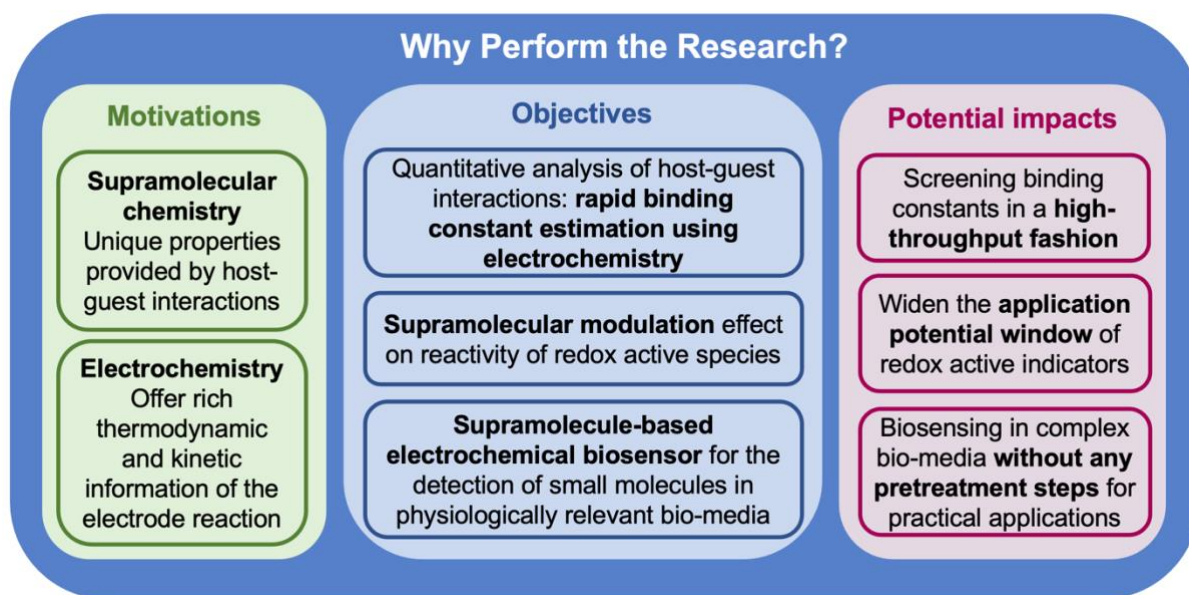 Why Perform the Research?
Motivations
Supramolecular
chemistry
Unique properties
provided by host-
guest interactions
Electrochemistry
Offer rich
thermodynamic
and kinetic
information of the
electrode reaction
Objectives
Quantitative analysis of host-guest
interactions: rapid binding
constant estimation using
electrochemistry
Supramolecular modulation effect
on reactivity of redox active species
Supramolecule-based
electrochemical biosensor for the
detection of small molecules in
physiologically relevant bio-media
Potential impacts
Screening binding
constants in a high-
throughput fashion
Widen the application
potential window of
redox active indicators
Biosensing in complex
bio-media without any
pretreatment steps for
practical applications